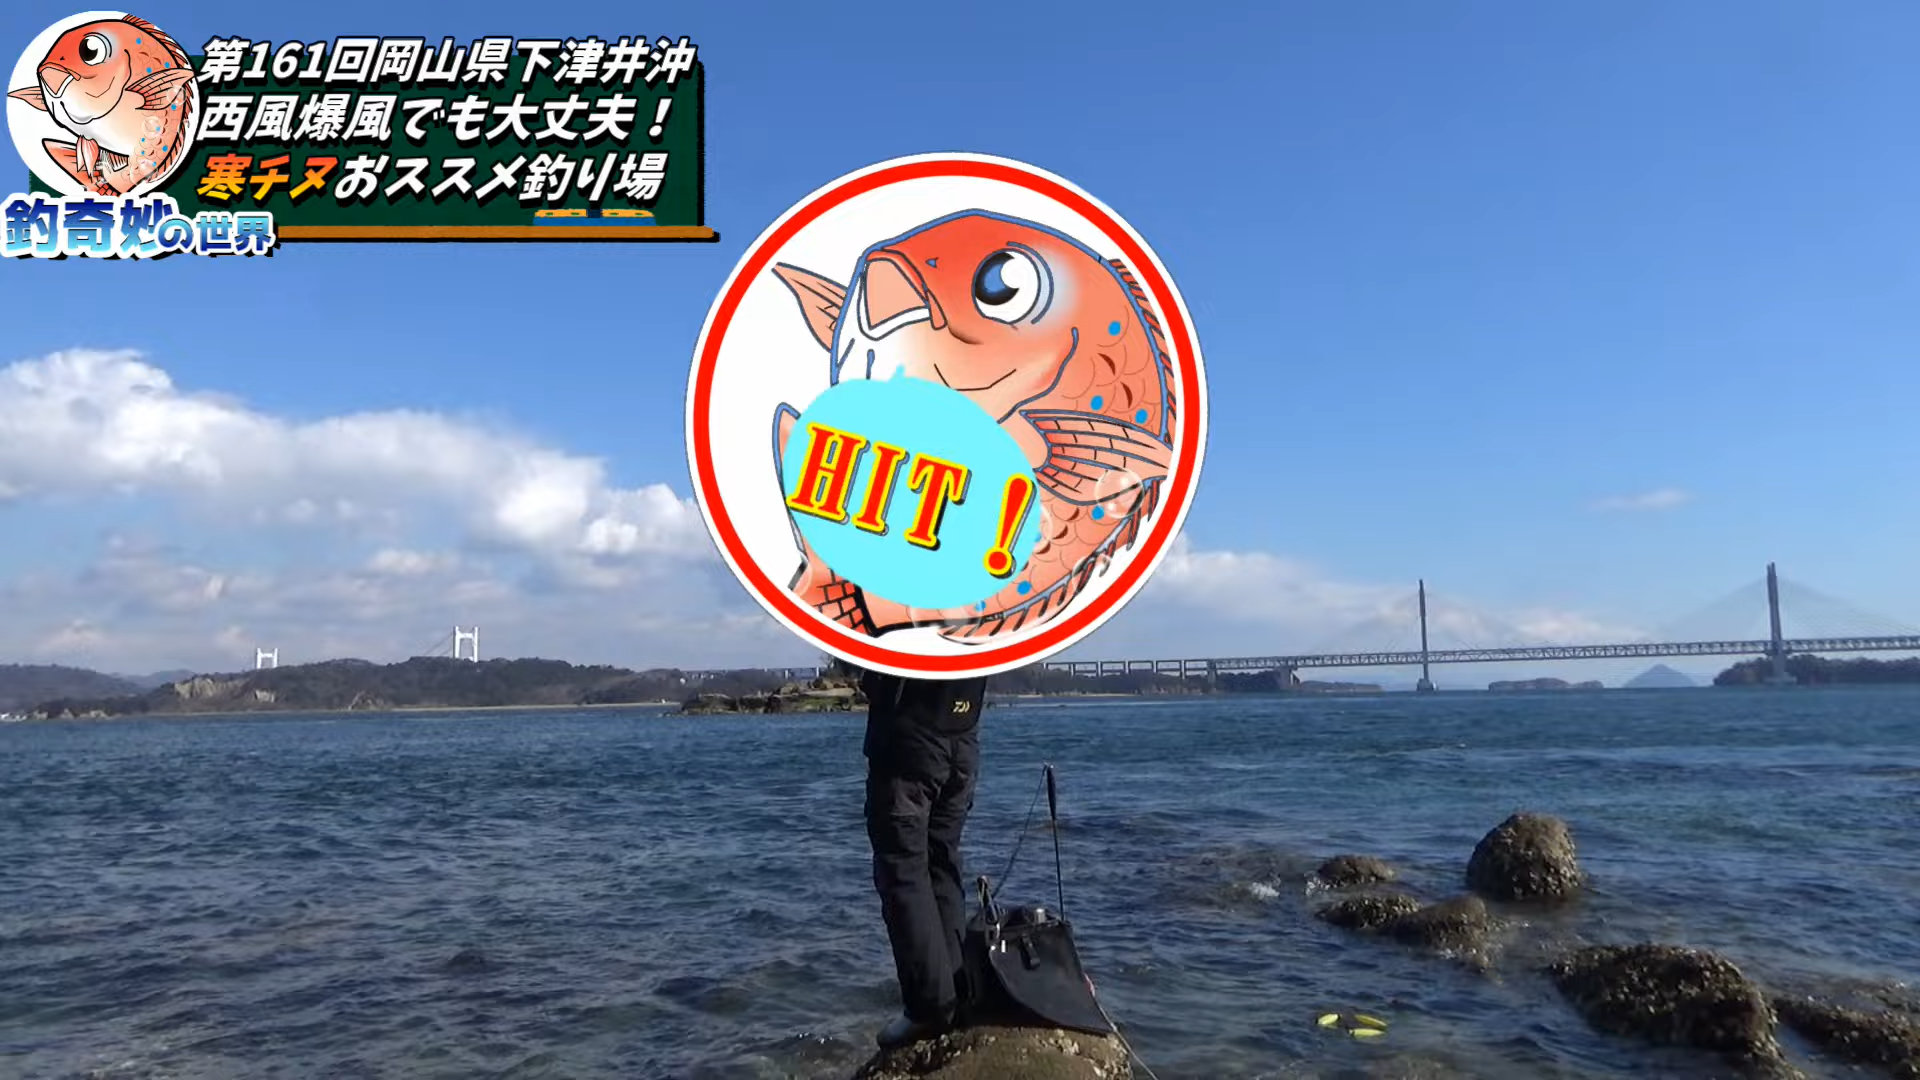 第161回岡山県下津井沖
西風爆風でも大丈夫！
寒チヌおススメ釣り場
釣奇妙の世界
HIT！